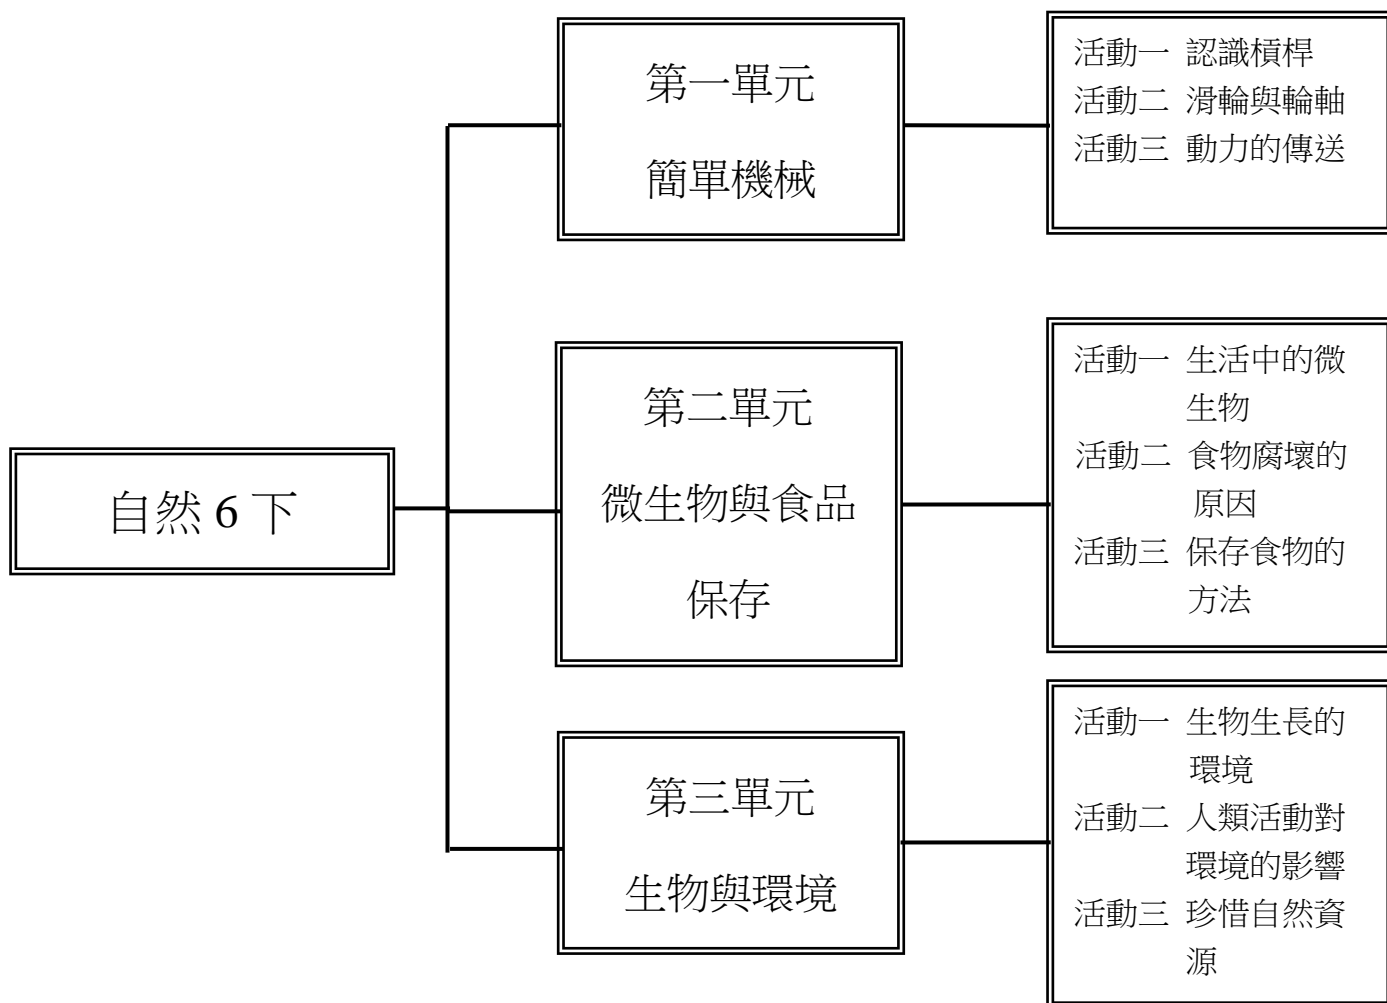 自然 6 下
第一單元
簡單機械
活動一 認識槓桿
活動二 滑輪與輪軸
活動三 動力的傳送
第二單元
微生物與食品
保存
活動一 生活中的微
生物
活動二 食物腐壞的
原因
活動三 保存食物的
方法
第三單元
生物與環境
活動一 生物生長的
環境
活動二 人類活動對
環境的影響
活動三 珍惜自然資
源